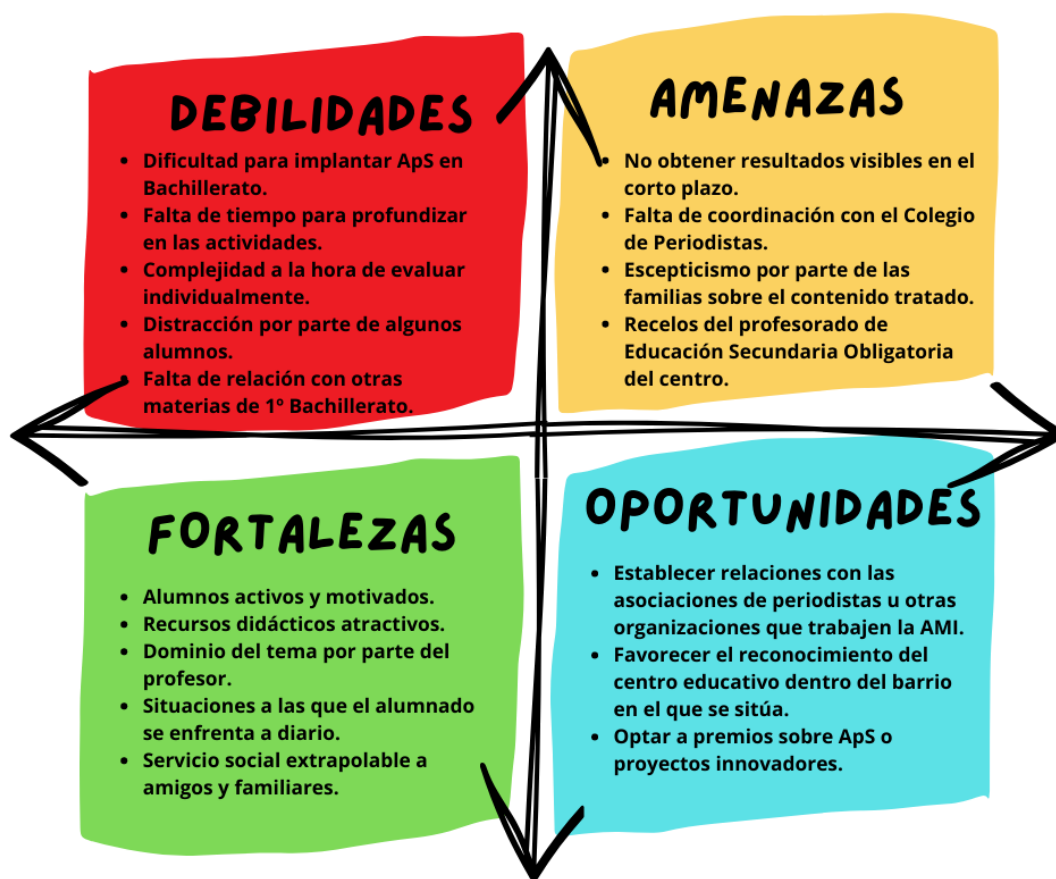 DEBILIDADES
• Dificultad para implantar ApS en
Bachillerato.
• Falta de tiempo para profundizar
en las actividades.
• Complejidad a la hora de evaluar
individualmente.
• Distracción por parte de algunos
alumnos.
• Falta de relación con otras
materias de 1º Bachillerato.
AMENAZAS
• No obtener resultados visibles en el
corto plazo.
• Falta de coordinación con el Colegio
de Periodistas.
• Escepticismo por parte de las
familias sobre el contenido tratado.
• Recelos del profesorado de
Educación Secundaria Obligatoria
del centro.
FORTALEZAS
• Alumnos activos y motivados.
• Recursos didácticos atractivos.
• Dominio del tema por parte del
profesor.
• Situaciones a las que el alumnado
se enfrenta a diario.
• Servicio social extrapolable a
amigos y familiares.
OPORTUNIDADES
• Establecer relaciones con las
asociaciones de periodistas u otras
organizaciones que trabajen la AMI.
• Favorecer el reconocimiento del
centro educativo dentro del barrio
en el que se sitúa.
• Optar a premios sobre ApS o
proyectos innovadores.